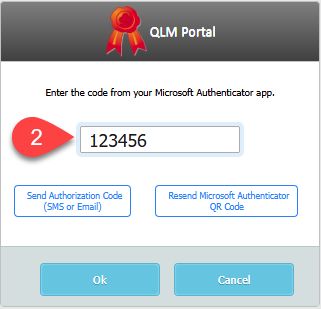 QLM Portal
Enter the code from your Microsoft Authenticator app.
2
123456
Send Authorization Code
(SMS or Email)
Resend Microsoft Authenticator
QR Code
Ok
Cancel